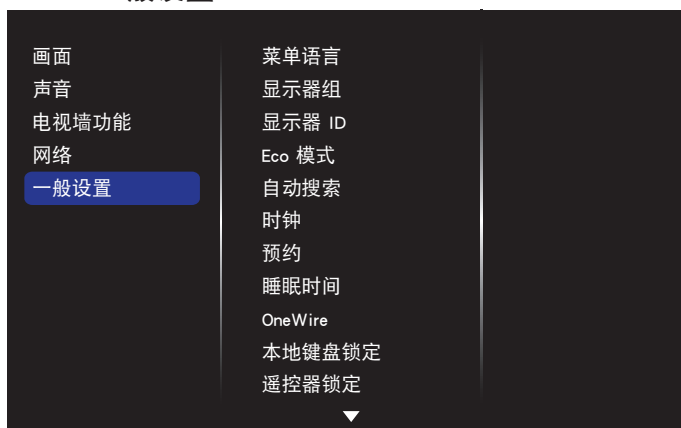 画面
声音
电视墙功能
网络
一般设置
菜单语言
显示器组
显示器 ID
Eco 模式
自动搜索
时钟
预约
睡眠时间
OneWire
本地键盘锁定
遥控器锁定